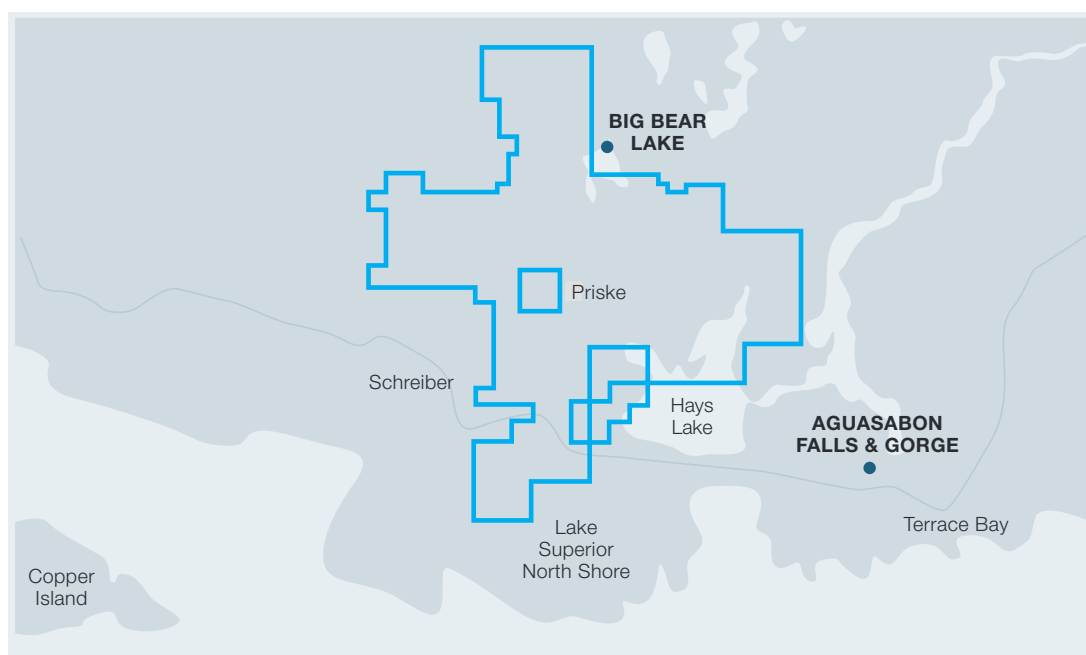 BIG BEAR
LAKE
Priske
Schreiber
Hays
Lake
AGUASABON
FALLS & GORGE
Terrace Bay
Lake
Superior
North Shore
Copper
Island